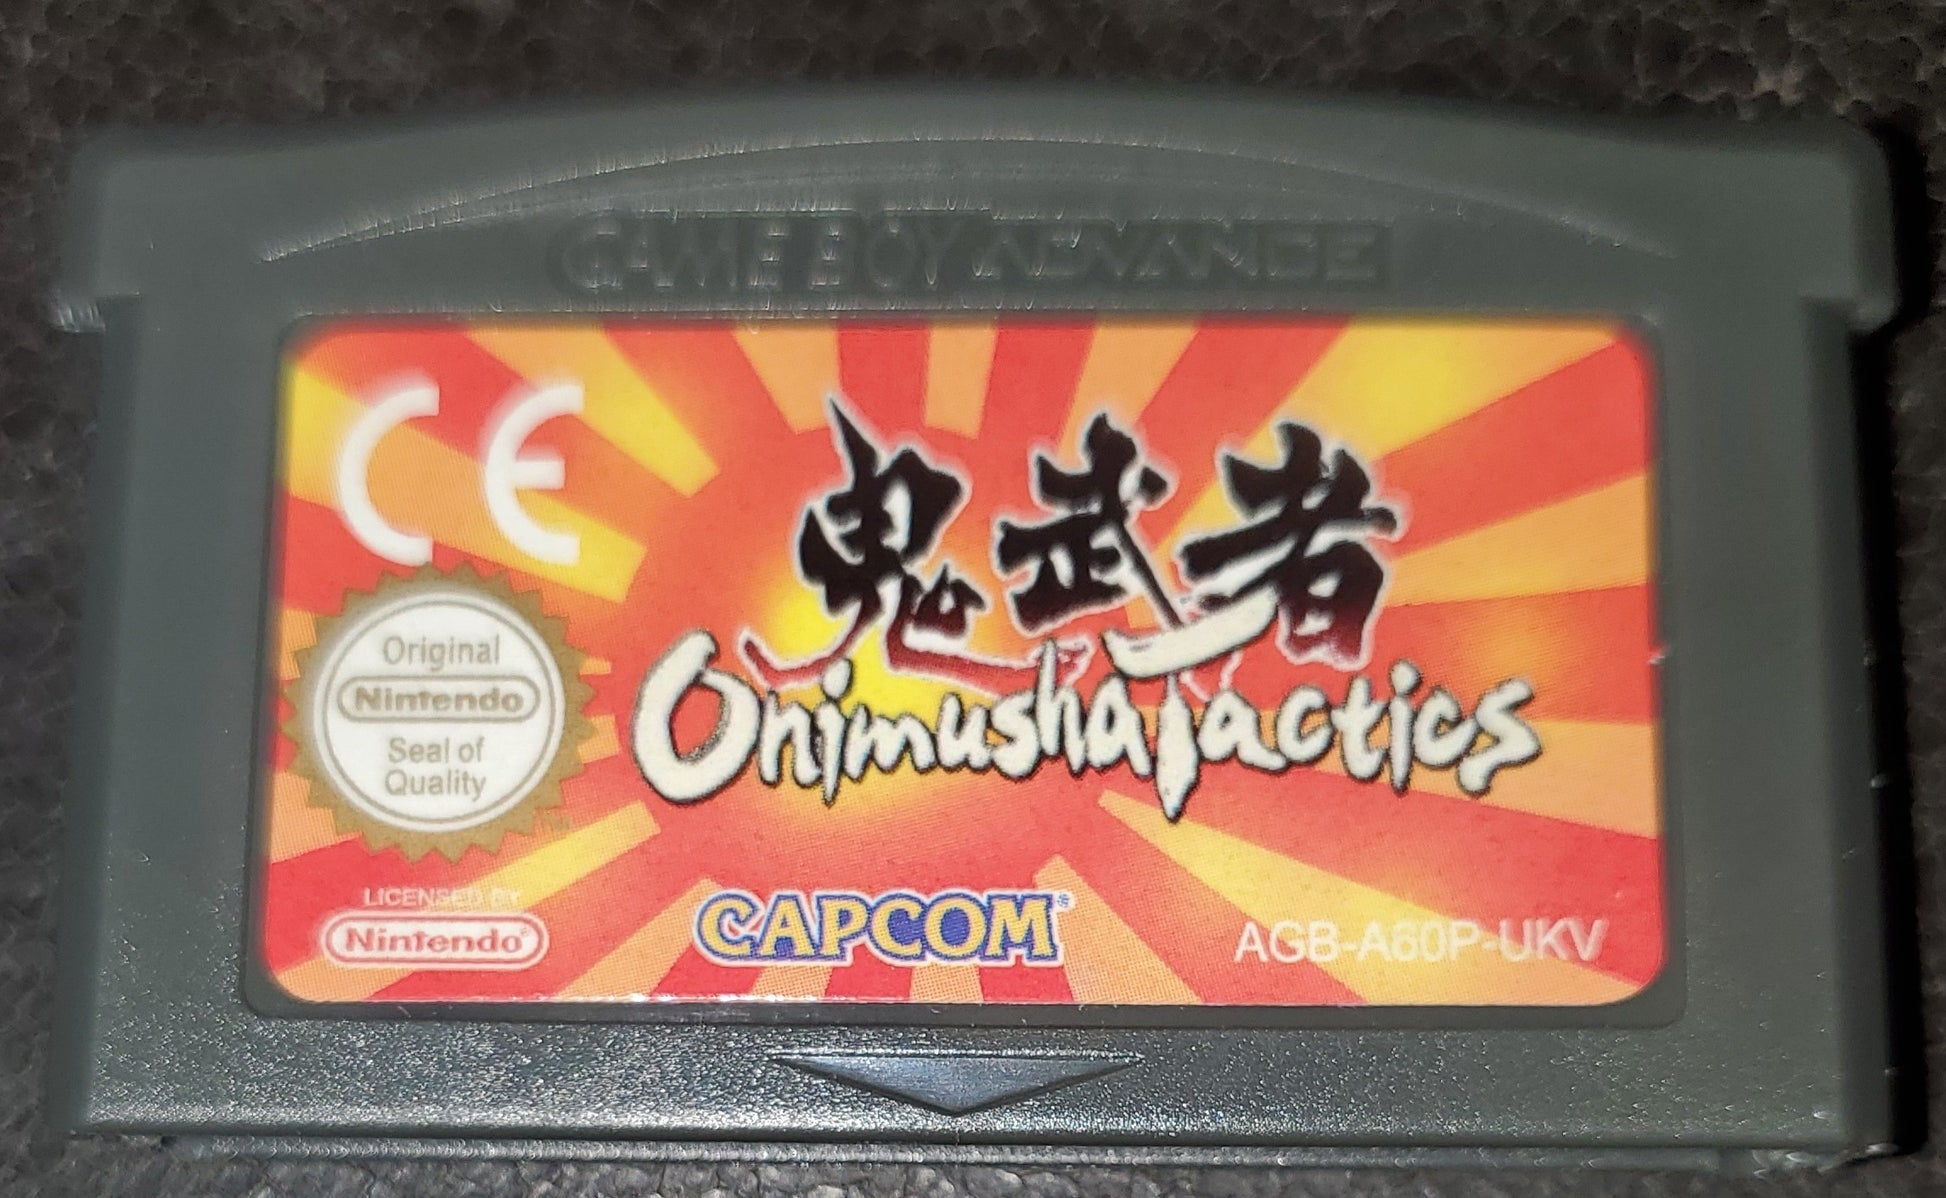 GAME BOY ADVANCE
CE
鬼武者
Onimusha Tactics
Original
Nintendo
Seal of
Quality
TM
LICENSED BY
Nintendo®
CAPCOM®
AGB-A60P-UKV